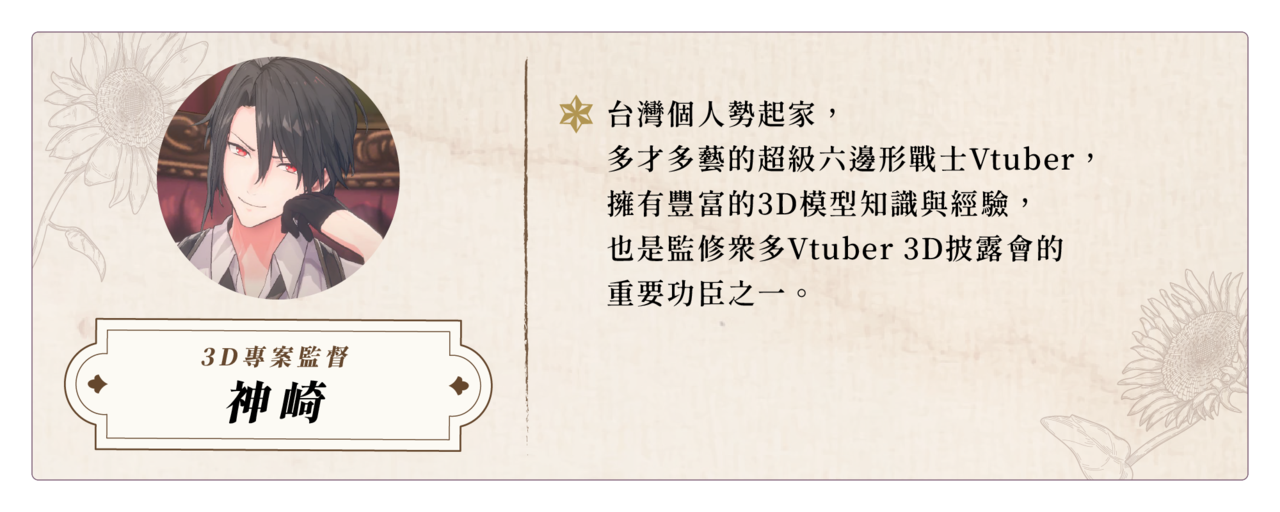 台灣個人勢起家，
多才多藝的超級六邊形戰士Vtuber，
擁有豐富的3D模型知識與經驗，
也是監修眾多Vtuber 3D披露會的
重要功臣之一。
3D專案監督
神崎